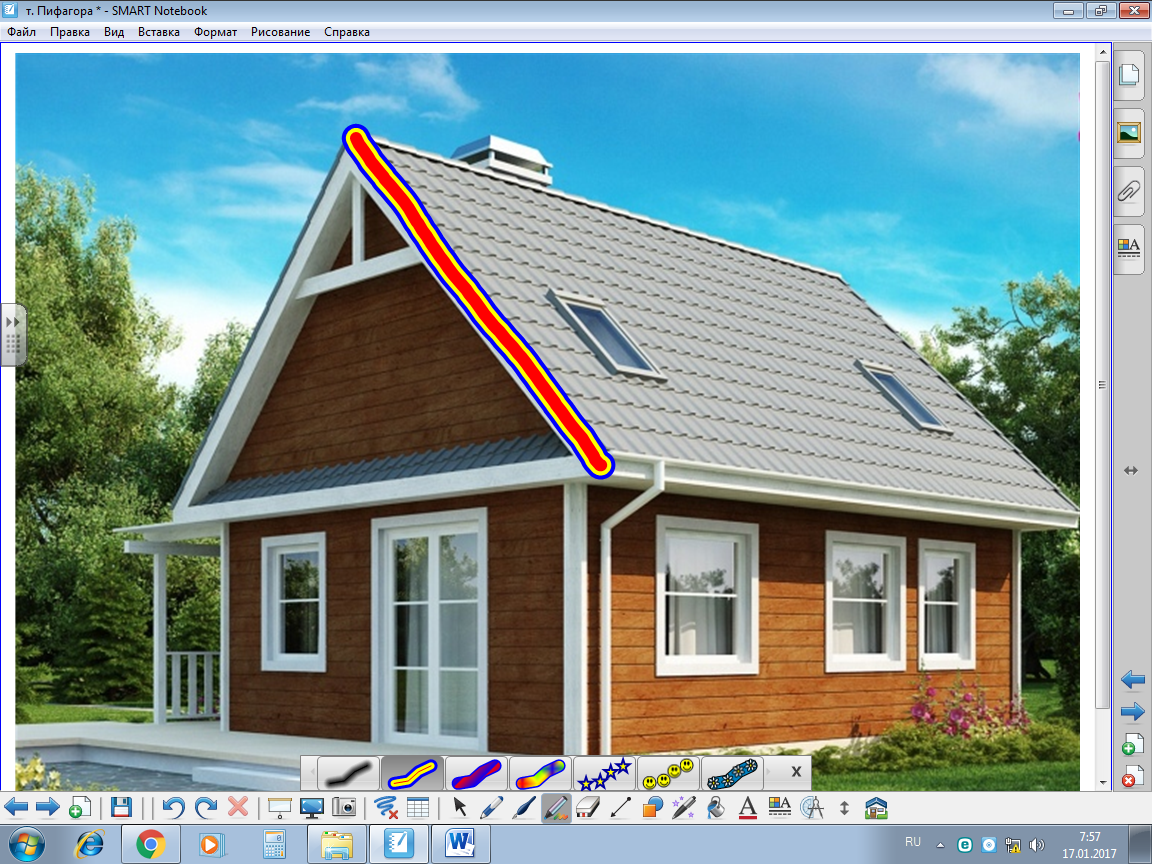 т. Пифагора * - SMART Notebook
Файл Правка Вид Вставка Формат Рисование Справка
x
RU
7:57
17.01.2017